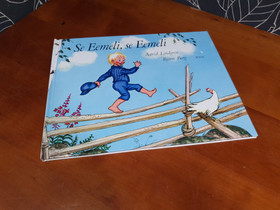 Se Eemeli, se Eemeli
Astrid Lindgren
Björn Berg